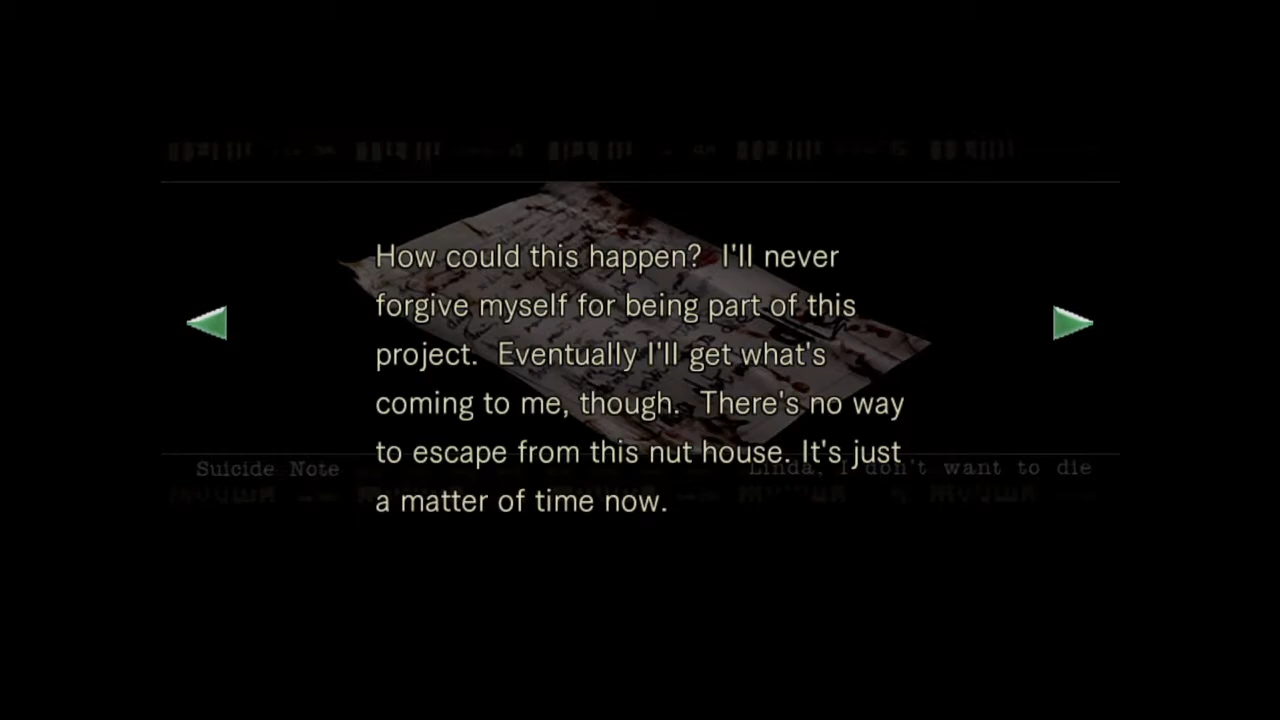 How could this happen?  I'll never
forgive myself for being part of this
project.  Eventually I'll get what's
coming to me, though.  There's no way
to escape from this nut house. It's just
a matter of time now.
Suicide Note
Linda, I don't want to die